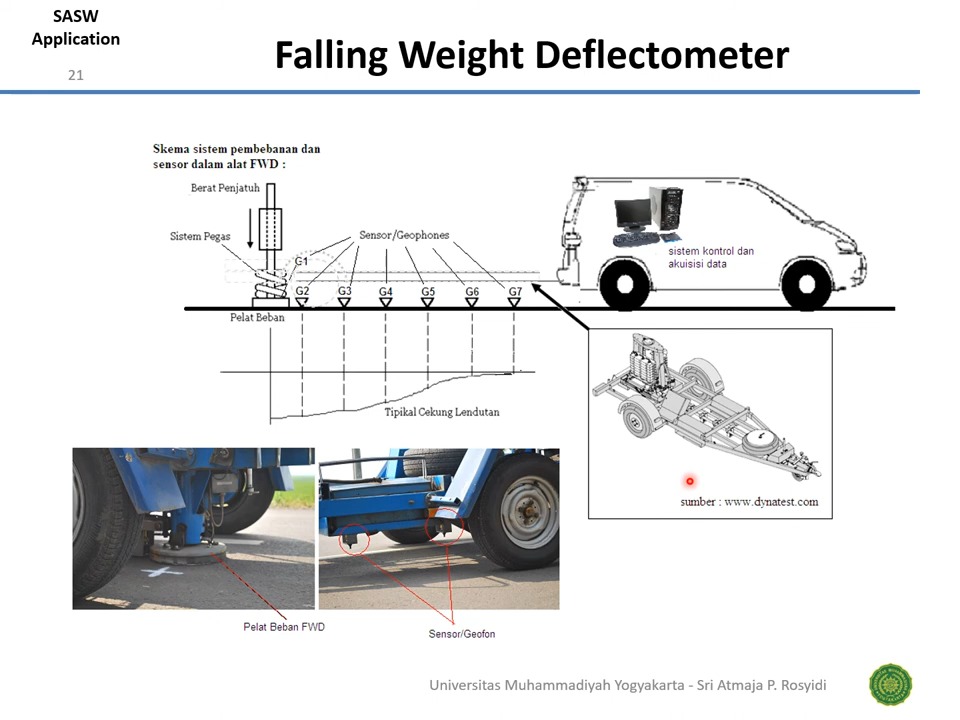 SASW
Application
21
Falling Weight Deflectometer
Skema sistem pembebanan dan
sensor dalam alat FWD :
Berat Penjatuh
Sistem Pegas
Sensor/Geophones
G1
G2
G3
G4
G5
G6
G7
Pelat Beban
sistem kontrol dan
akuisisi data
Tipikal Cekung Lendutan
sumber : www.dynatest.com
Pelat Beban FWD
Sensor/Geofon
Universitas Muhammadiyah Yogyakarta - Sri Atmaja P. Rosyidi